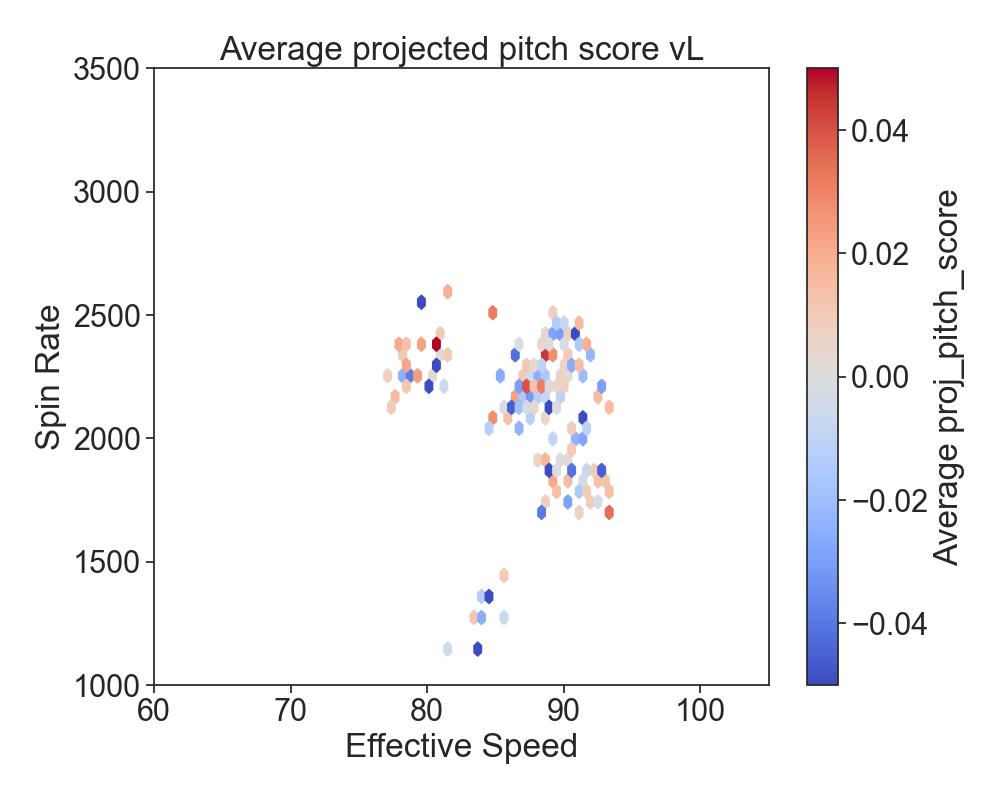 Average projected pitch score vL
3500
3000
2500
2000
1500
1000
Spin Rate
60 70 80 90 100
Effective Speed
0.04
0.02
0.00
−0.02
−0.04
Average proj_pitch_score